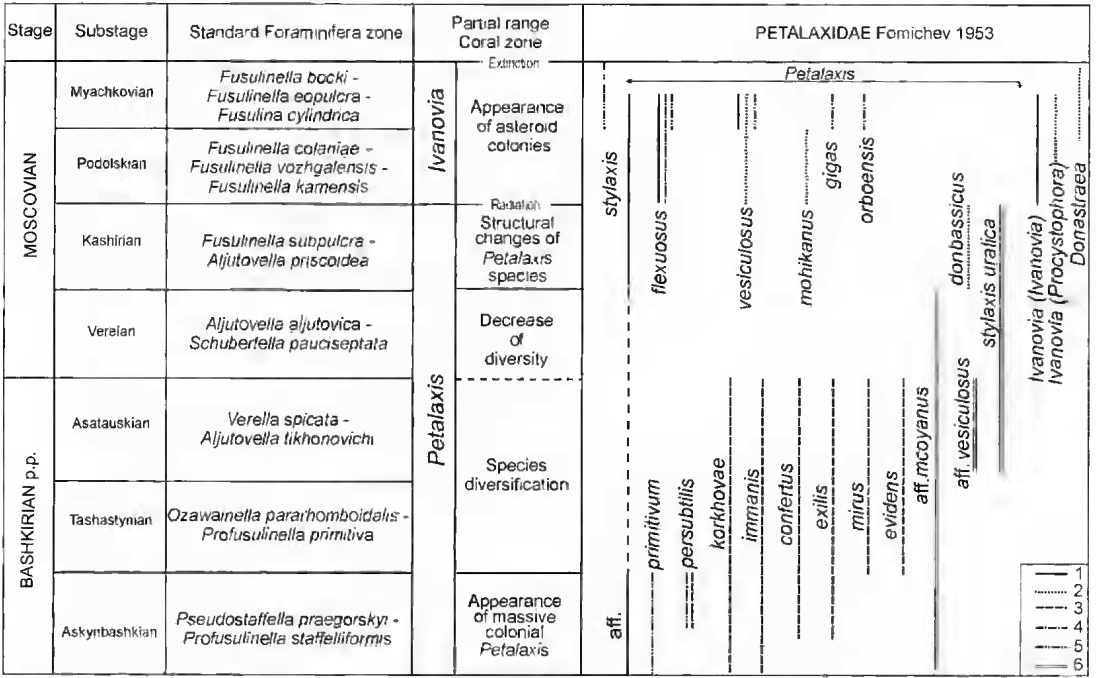 Stage
Substage
Standard Foraminifera zone
Partial range
Coral zone
PETALAXIDAE Fomichev 1953
MOSCOVIAN
BASHKIRIAN p.p.
Myachkovian
Fusulinella bocki -
Fusulinella eopulcra -
Fusulina cylindrica
Podolskian
Fusulinella colaniae -
Fusulinella vozhgalensis -
Fusulinella kamensis
Kashirian
Fusulinella subpulcra -
Aljutovella priscoidea
Vereian
Aljutovella aljutovica -
Schubertella pauciseptata
Asatauskian
Verella spicata -
Aljutovella tikhonovichi
Tashastynian
Ozawainella pararhomboidalis -
Profusulinella primitiva
Askynbashkian
Pseudostaffella praegorskyi -
Profusulinella staffelliformis
Ivanovia
Petalaxis
Extinction
Appearance
of asteroid
colonies
Radiation
Structural
changes of
Petalaxis
species
Decrease
of
diversity
Species
diversification
Appearance
of massive
colonial
Petalaxis
Petalaxis
stylaxis
aff.
flexuosus
primitivum
persubtilis
korkhovae
vesiculosus
immanis
mohikanus
confertus
gigas
exilis
orboensis
mirus
evidens
aff. mcoyanus
donbassicus
aff. vesiculosus
stylaxis uralica
Ivanovia (Ivanovia)
Ivanovia (Procystophora)
Donastraea
1
2
3
4
5
6